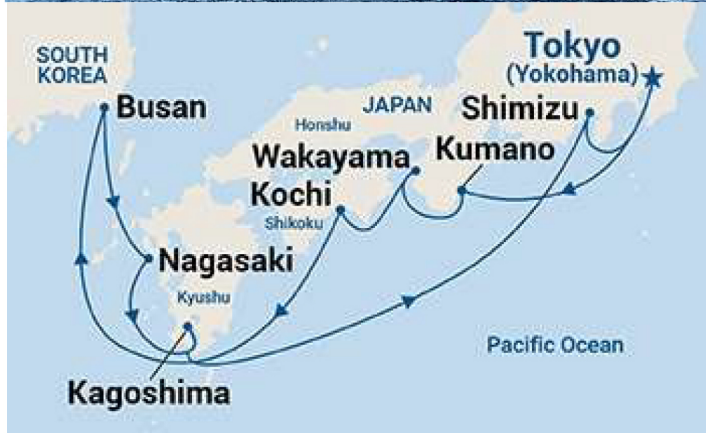 SOUTH
KOREA
Busan
Tokyo
(Yokohama)
JAPAN
Shimizu
Honshu
Wakayama
Kumano
Kochi
Shikoku
Nagasaki
Kyushu
Pacific Ocean
Kagoshima